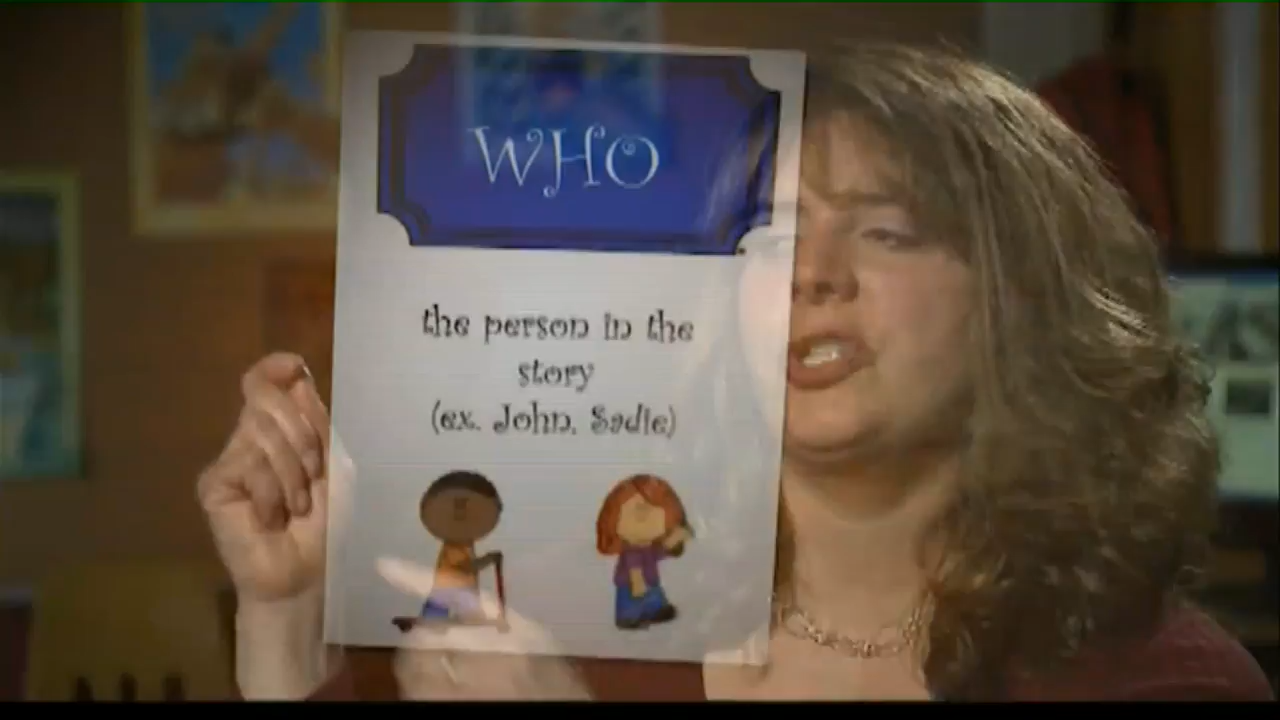 WHO
the person in the
story
(ex. John, Sadie)